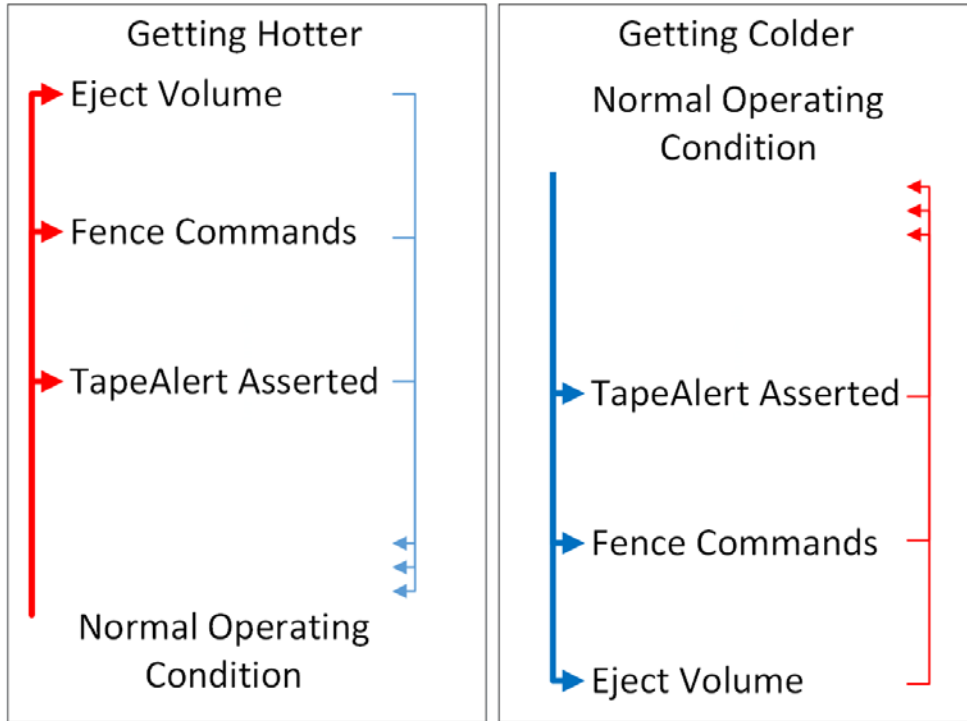 Getting Hotter
Eject Volume
Fence Commands
TapeAlert Asserted
Normal Operating
Condition
Getting Colder
Normal Operating
Condition
TapeAlert Asserted
Fence Commands
Eject Volume